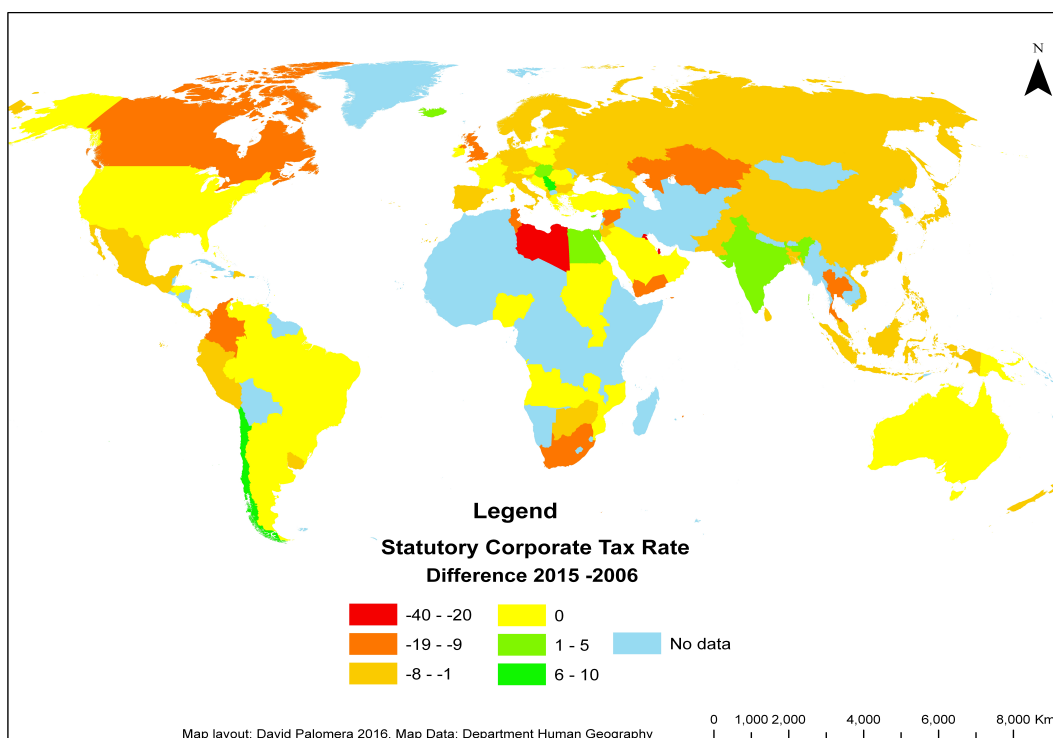 N
Legend
Statutory Corporate Tax Rate
Difference 2015 -2006
-40 - -20
0
-19 - -9
1 - 5
No data
-8 - -1
6 - 10
0 1,000 2,000 4,000 6,000 8,000 Km
Map layout: David Palomera 2016. Map Data: Department Human Geography